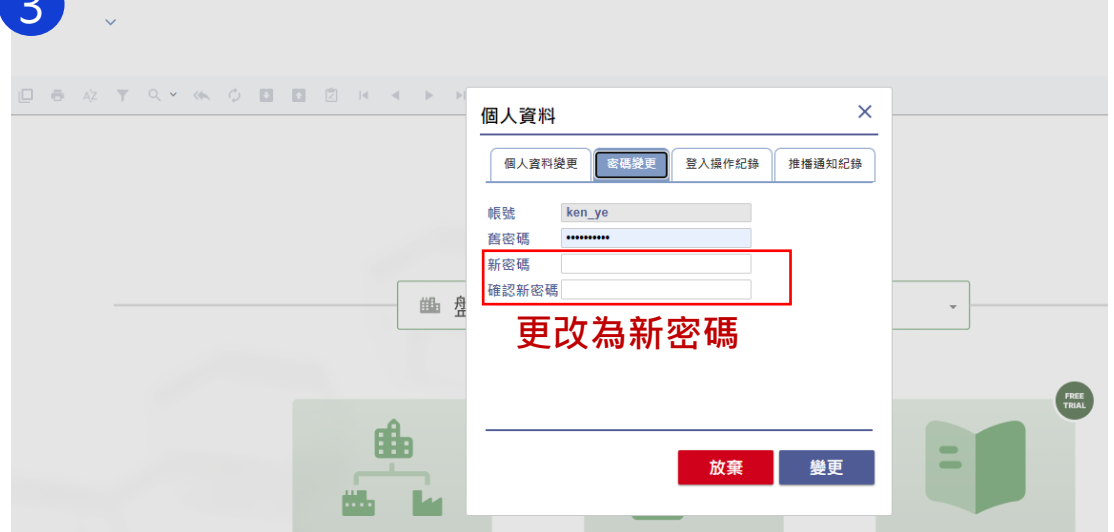 3
個人資料
個人資料變更 密碼變更 登入操作紀錄 推播通知紀錄
帳號 ken_ye
舊密碼 ••••••••••
新密碼
確認新密碼
盤
更改為新密碼
FREE
TRIAL
放棄 變更